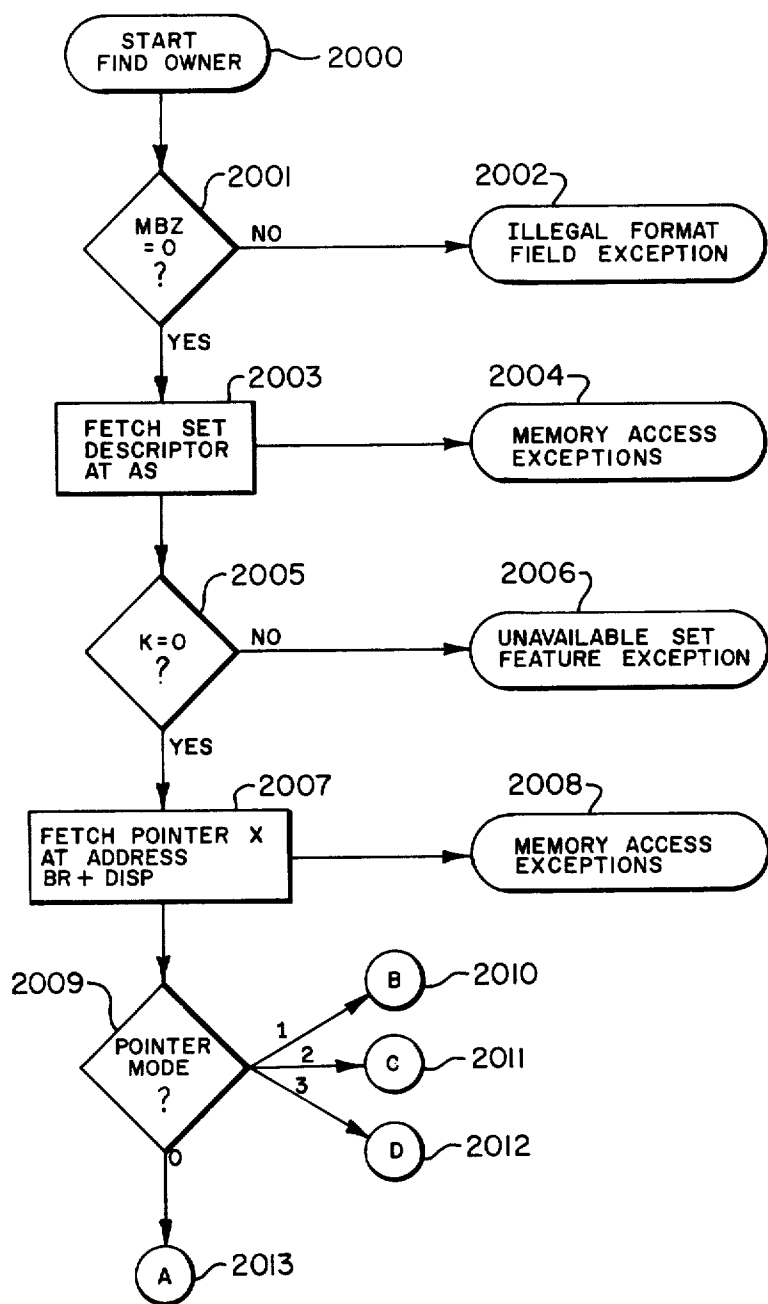 START
FIND OWNER
2000
2001
MBZ
=0
?
NO
YES
2002
ILLEGAL FORMAT
FIELD EXCEPTION
2003
FETCH SET
DESCRIPTOR
AT AS
2004
MEMORY ACCESS
EXCEPTIONS
2005
K=0
?
NO
YES
2006
UNAVAILABLE SET
FEATURE EXCEPTION
2007
FETCH POINTER X
AT ADDRESS
BR + DISP
2008
MEMORY ACCESS
EXCEPTIONS
2009
POINTER
MODE
?
1
B
2010
2
C
2011
3
D
2012
0
A
2013